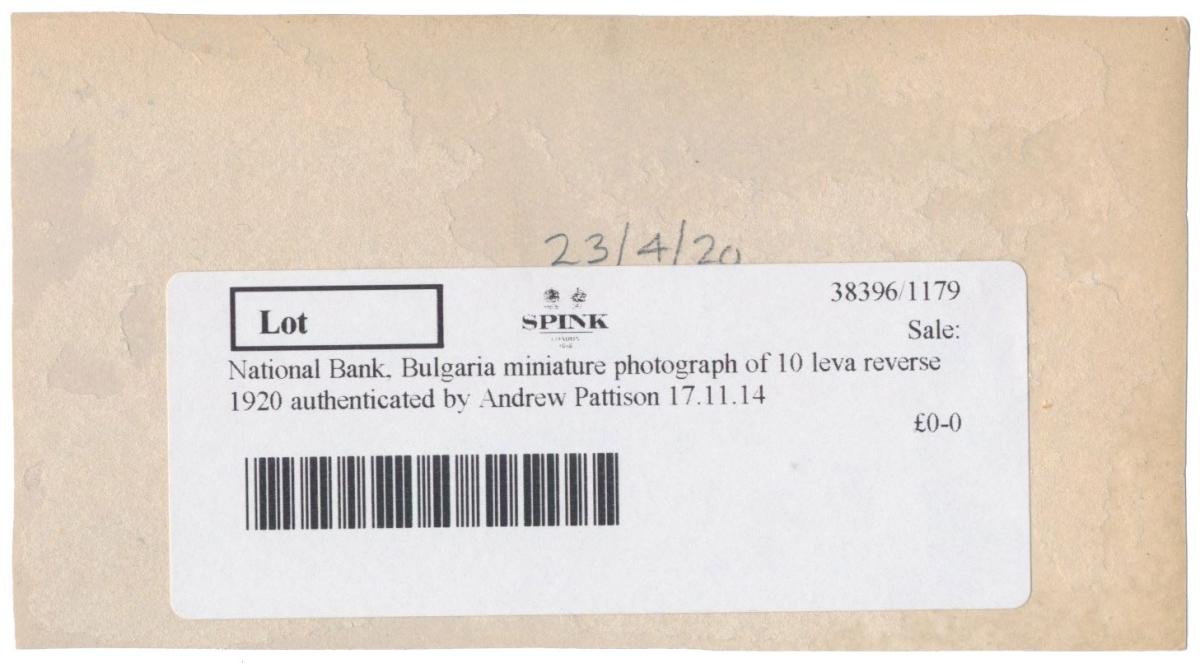 23/4/20
Lot
SPINK
LONDON
38396/1179
Sale:
National Bank, Bulgaria miniature photograph of 10 leva reverse
1920 authenticated by Andrew Pattison 17.11.14
£0-0